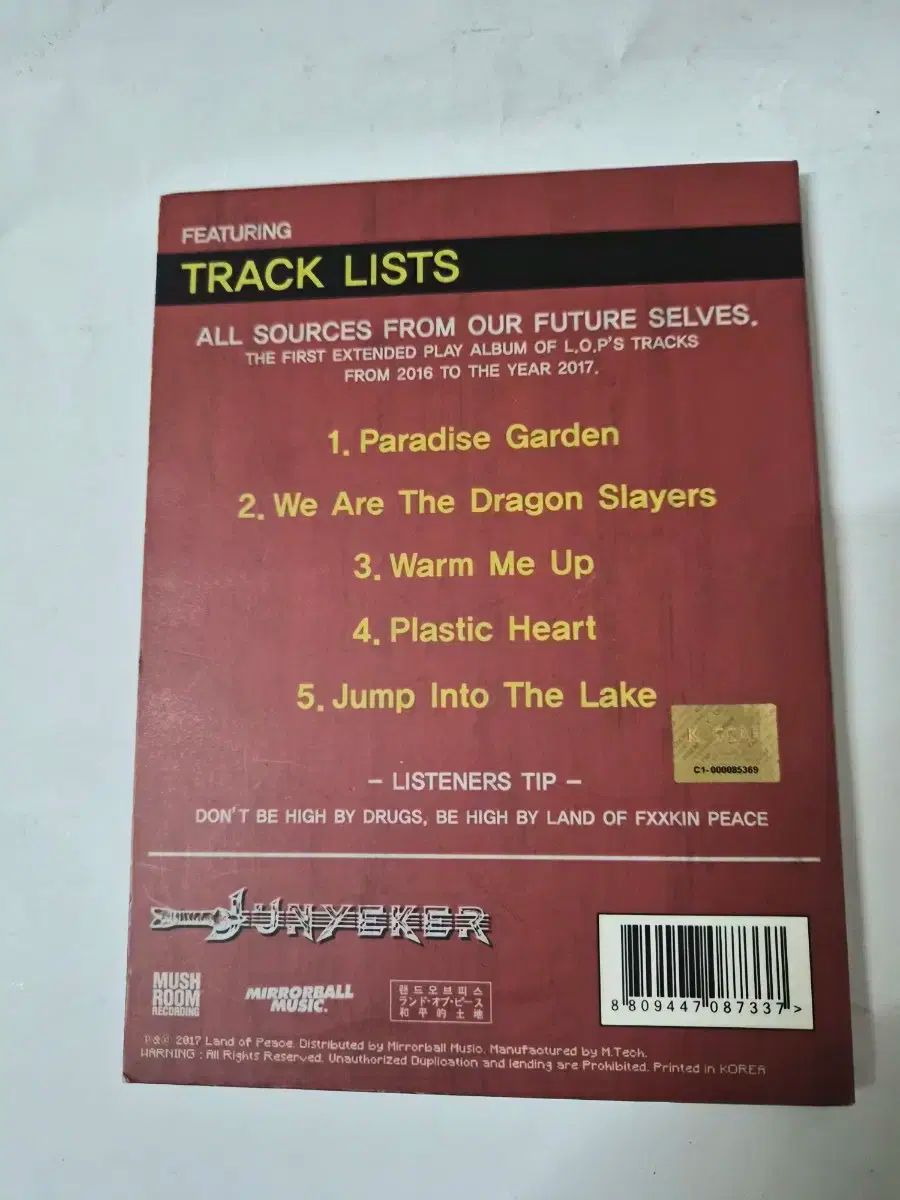 FEATURING
TRACK LISTS
ALL SOURCES FROM OUR FUTURE SELVES.
THE FIRST EXTENDED PLAY ALBUM OF L.O.P'S TRACKS
FROM 2016 TO THE YEAR 2017.
1. Paradise Garden
2. We Are The Dragon Slayers
3. Warm Me Up
4. Plastic Heart
5. Jump Into The Lake
C1-000085369
– LISTENERS TIP –
DON'T BE HIGH BY DRUGS, BE HIGH BY LAND OF FXXKIN PEACE
JUNYEKER
MUSH
ROOM
RECORDING
MIRRORBALL
MUSIC.
랜드오브피스
ランド・オブ・ピース
和平的土地
8 809447 087337 >
℗ & © 2017 Land of Peace. Distributed by Mirrorball Music. Manufactured by M.Tech.
WARNING : All Rights Reserved. Unauthorized Duplication and lending are Prohibited. Printed in KOREA